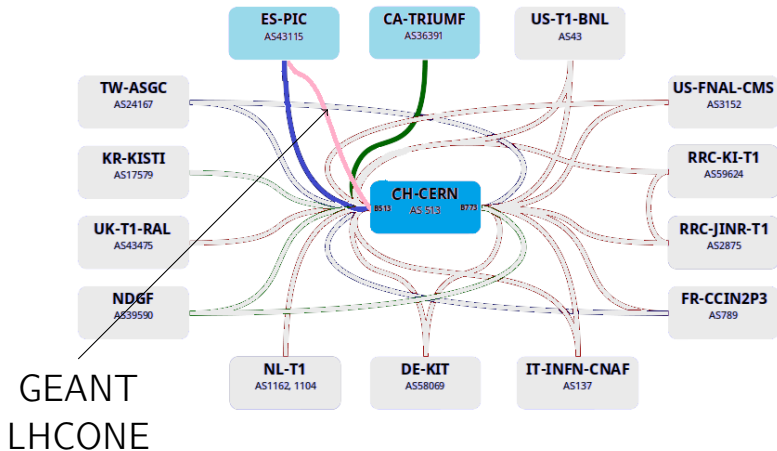 ES-PIC
AS43115
CA-TRIUMF
AS36391
US-T1-BNL
AS43
TW-ASGC
AS24167
US-FNAL-CMS
AS3152
KR-KISTI
AS17579
CH-CERN
AS 513
B513
B773
RRC-KI-T1
AS59624
UK-T1-RAL
AS43475
RRC-JINR-T1
AS2875
NDGF
AS39590
FR-CCIN2P3
AS789
NL-T1
AS1162, 1104
DE-KIT
AS58069
IT-INFN-CNAF
AS137
GEANT
LHCONE